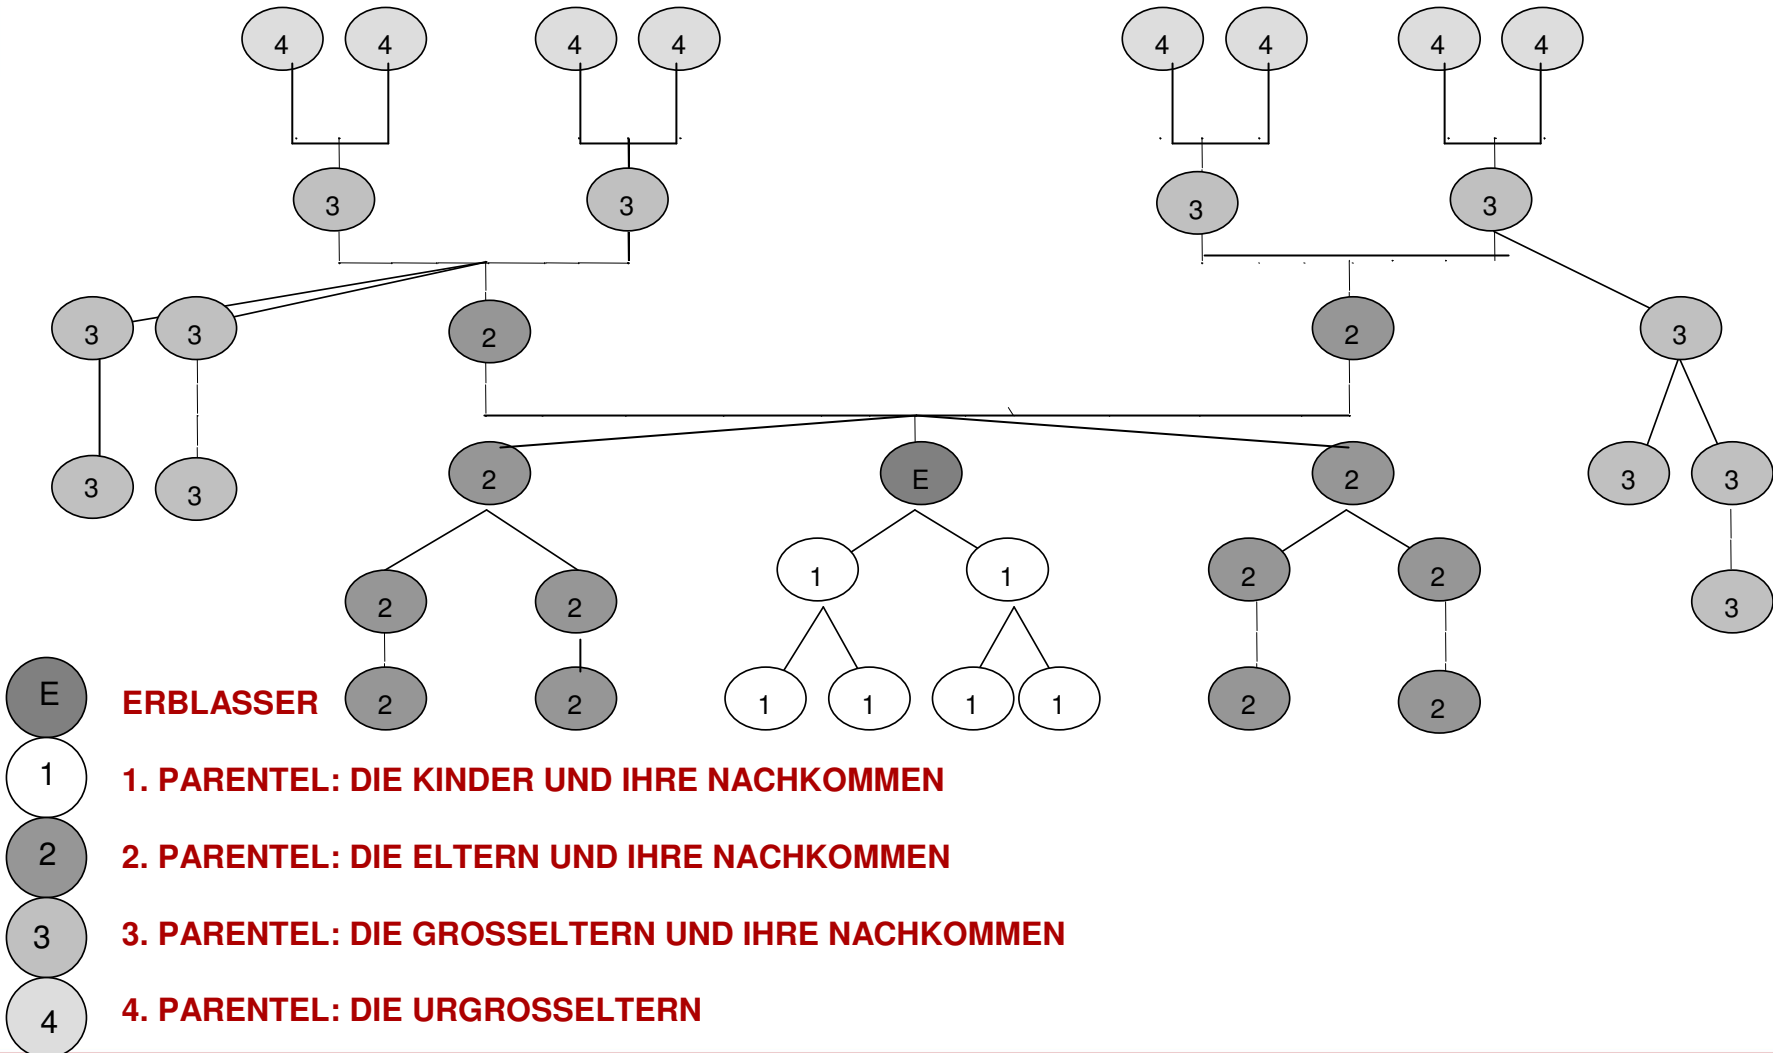 4 4 4 4 4 4 4 4
3 3 3 3
3 3 2 2 3
3 3 2 E 2 3 3
2 2 1 1 2 2 3
2 2 1 1 1 1 2 2
E ERBLASSER
1 1. PARENTEL: DIE KINDER UND IHRE NACHKOMMEN
2 2. PARENTEL: DIE ELTERN UND IHRE NACHKOMMEN
3 3. PARENTEL: DIE GROSSELTERN UND IHRE NACHKOMMEN
4 4. PARENTEL: DIE URGROSSELTERN